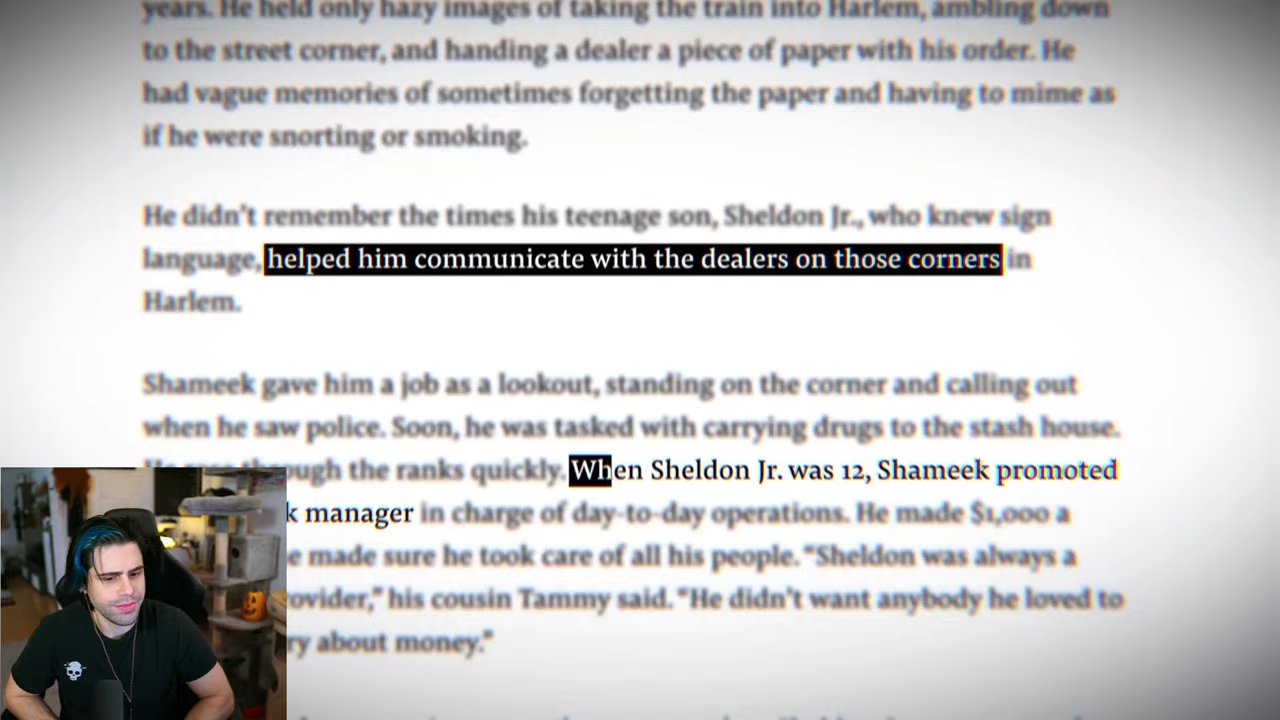 years. He held only hazy images of taking the train into Harlem, ambling down
to the street corner, and handing a dealer a piece of paper with his order. He
had vague memories of sometimes forgetting the paper and having to mime as
if he were snorting or smoking.
He didn't remember the times his teenage son, Sheldon Jr., who knew sign
language, helped him communicate with the dealers on those corners in
Harlem.
Shameek gave him a job as a lookout, standing on the corner and calling out
when he saw police. Soon, he was tasked with carrying drugs to the stash house.
through the ranks quickly. When Sheldon Jr. was 12, Shameek promoted
k manager in charge of day-to-day operations. He made $1,000 a
e made sure he took care of all his people. "Sheldon was always a
ovider," his cousin Tammy said. "He didn't want anybody he loved to
ry about money."